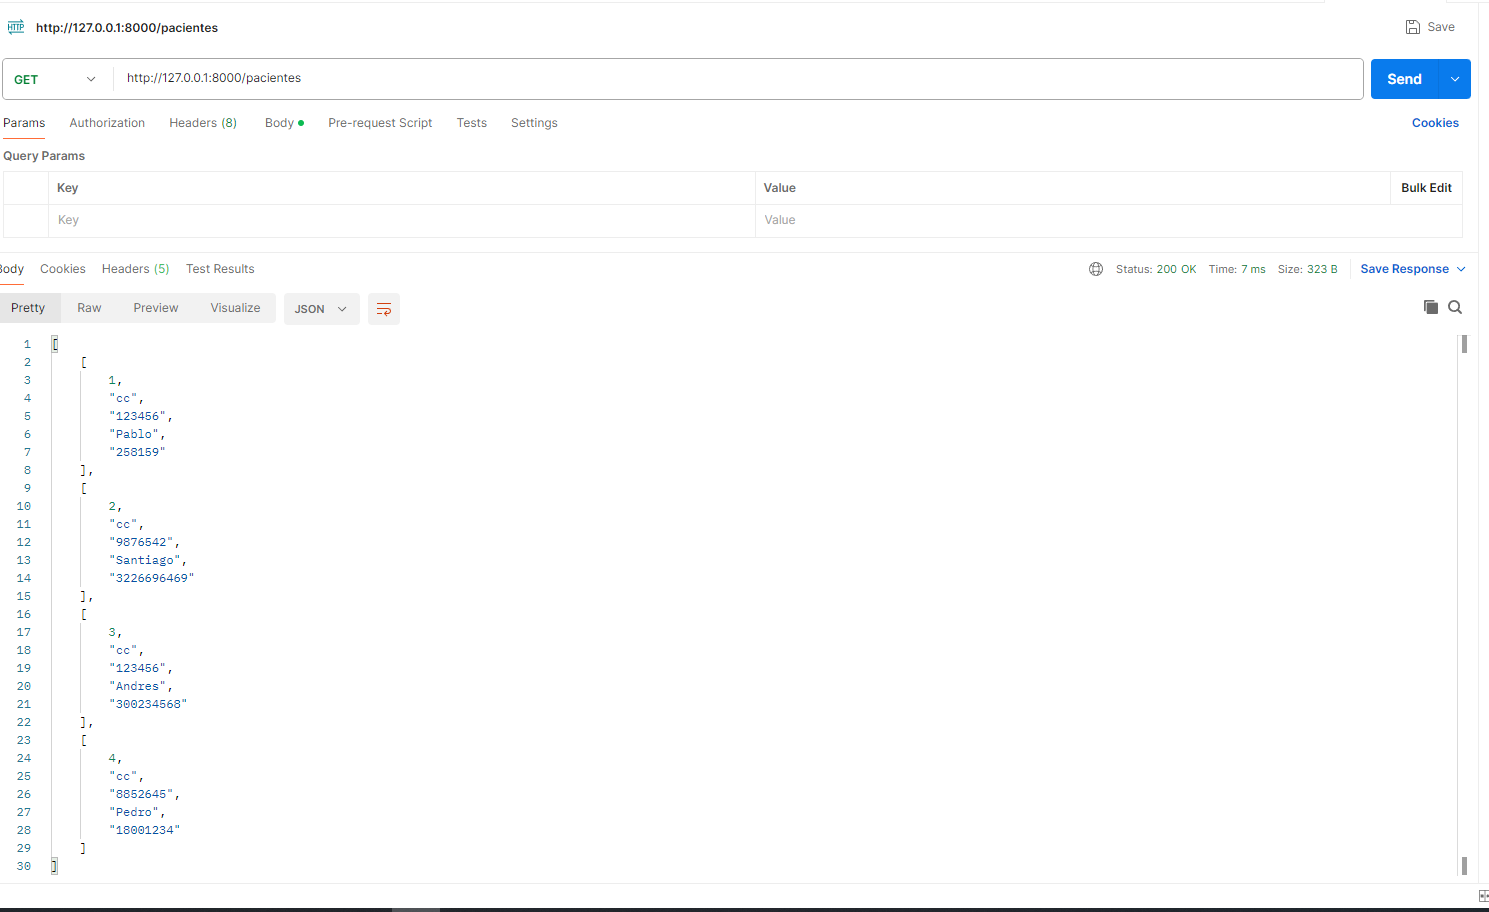 HTTP http://127.0.0.1:8000/pacientes Save
GET http://127.0.0.1:8000/pacientes Send
Params Authorization Headers (8) Body Pre-request Script Tests Settings Cookies
Query Params
Key Value Bulk Edit
Key Value
Body Cookies Headers (5) Test Results Status: 200 OK Time: 7 ms Size: 323 B Save Response
Pretty Raw Preview Visualize JSON
1 [
2 [
3 1,
4 "cc",
5 "123456",
6 "Pablo",
7 "258159"
8 ],
9 [
10 2,
11 "cc",
12 "9876542",
13 "Santiago",
14 "3226696469"
15 ],
16 [
17 3,
18 "cc",
19 "123456",
20 "Andres",
21 "300234568"
22 ],
23 [
24 4,
25 "cc",
26 "8852645",
27 "Pedro",
28 "18001234"
29 ]
30 ]